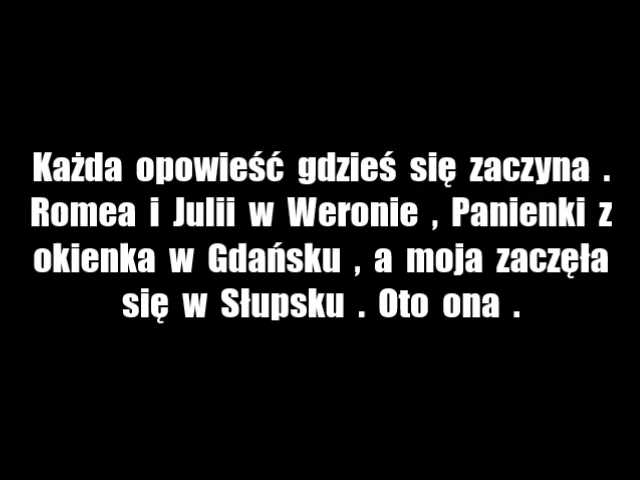 Każda opowieść gdzieś się zaczyna .
Romea i Julii w Weronie , Panienki z
okienka w Gdańsku , a moja zaczęła
się w Słupsku . Oto ona .